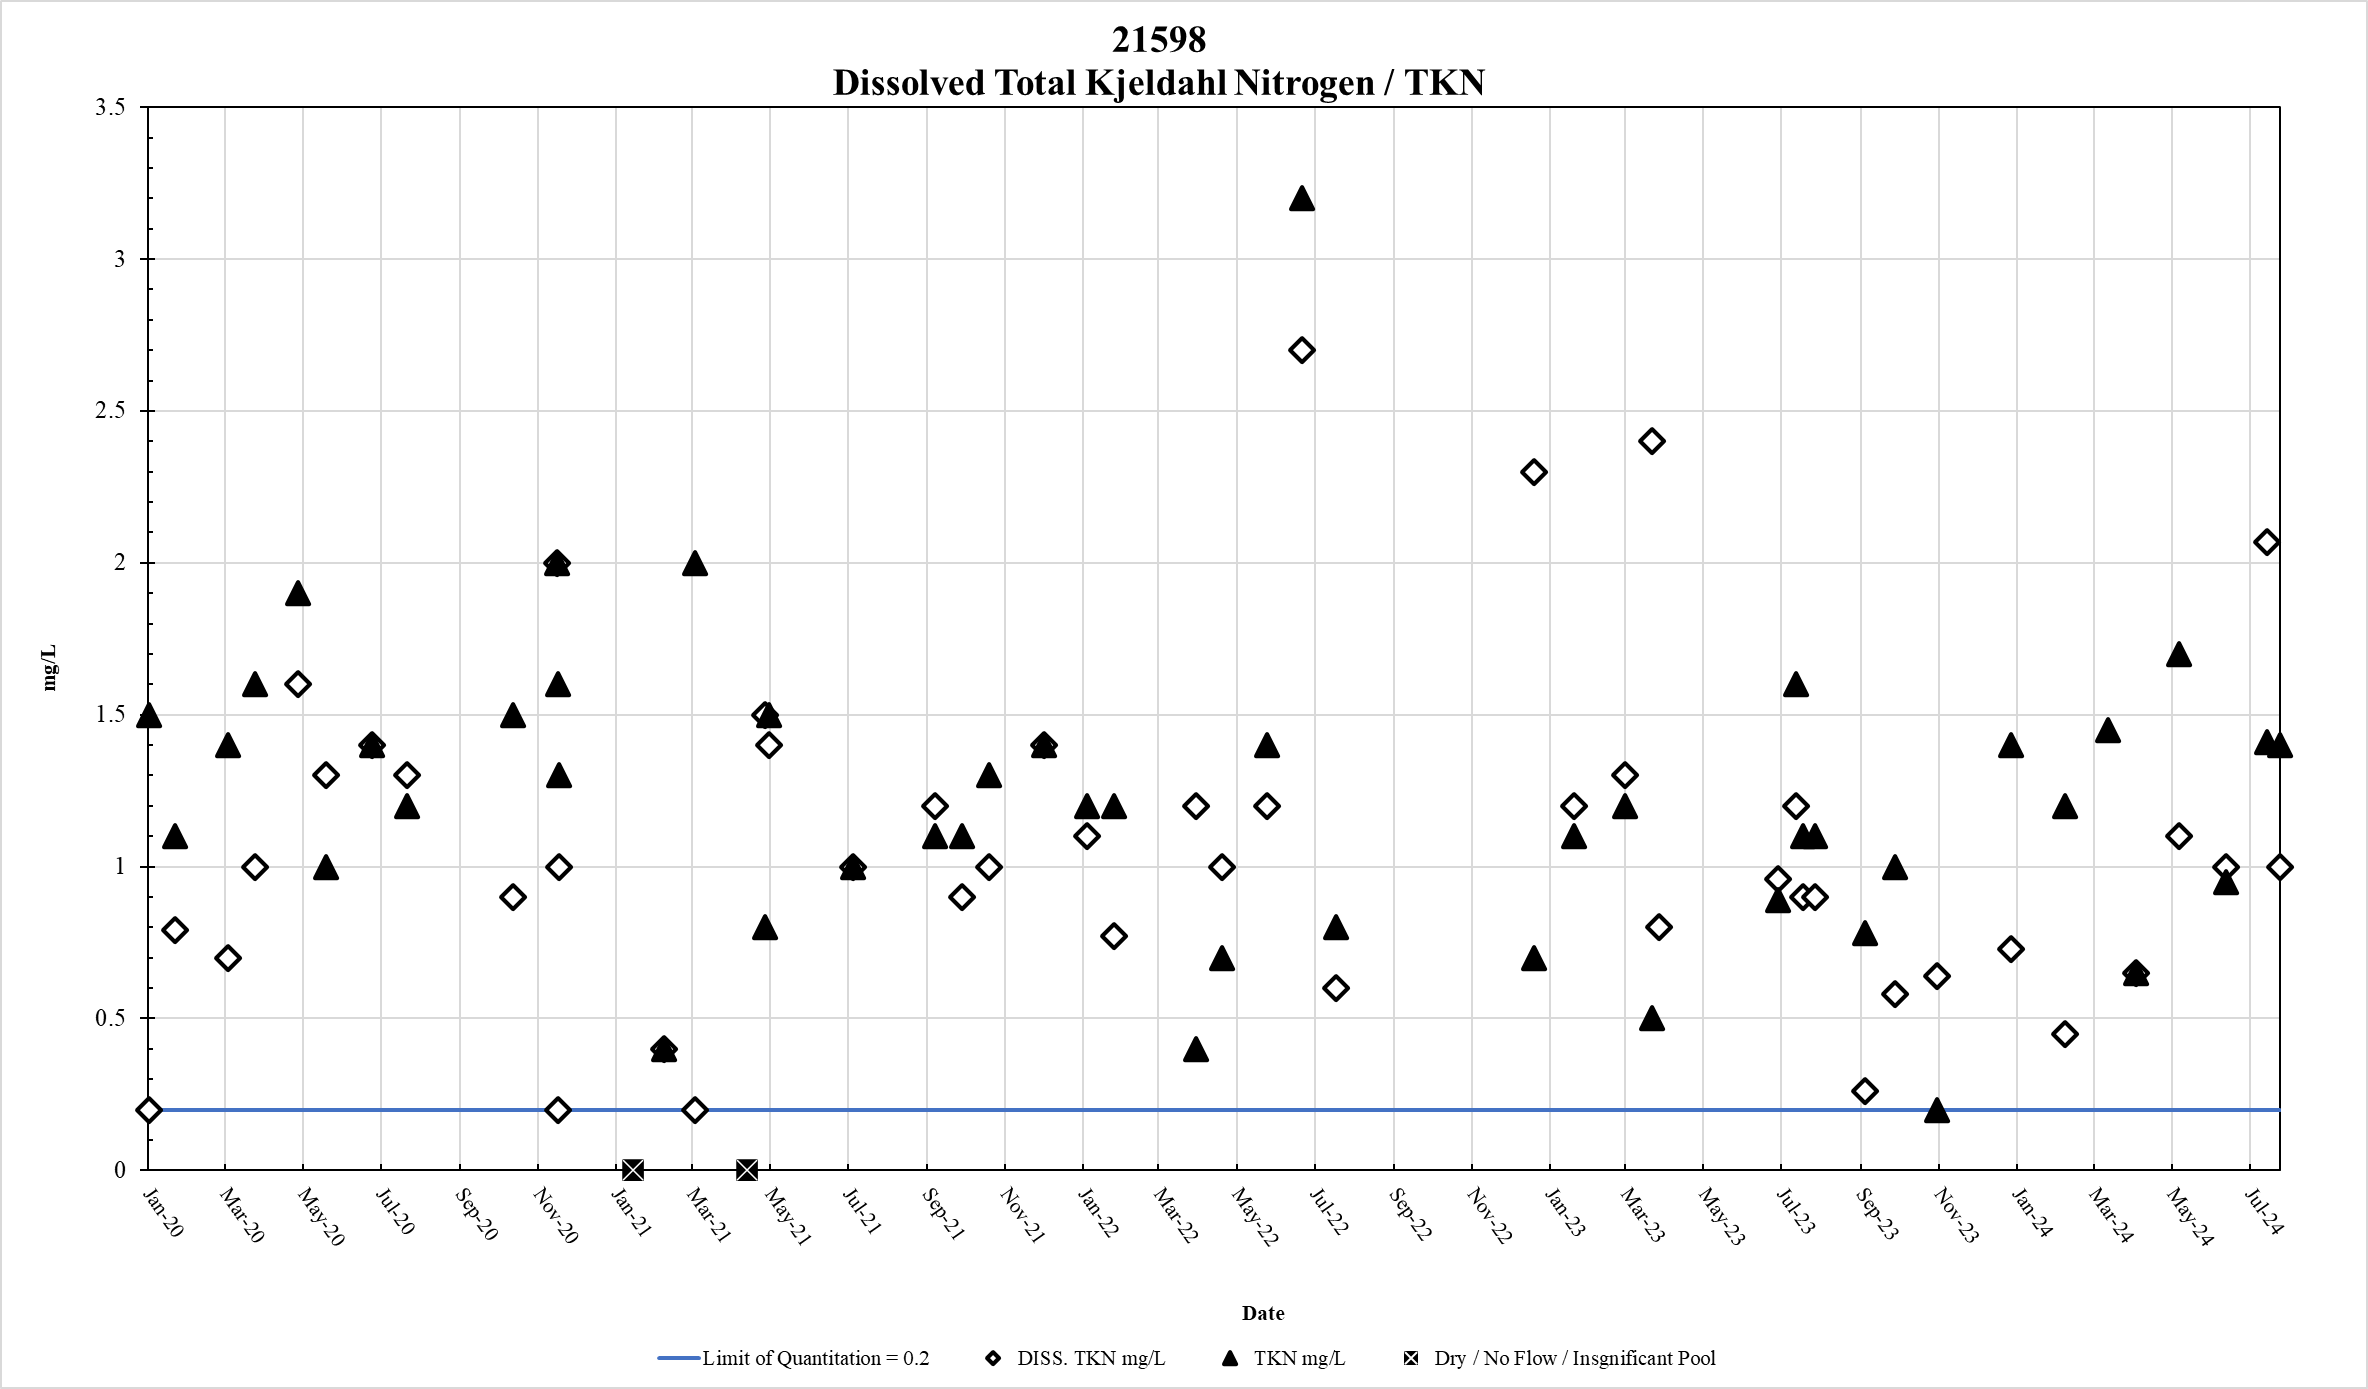 21598
Dissolved Total Kjeldahl Nitrogen / TKN
3.5
3
2.5
2
1.5
1
0.5
0
mg/L
Jan-20
Mar-20
May-20
Jul-20
Sep-20
Nov-20
Jan-21
Mar-21
May-21
Jul-21
Sep-21
Nov-21
Jan-22
Mar-22
May-22
Jul-22
Sep-22
Nov-22
Jan-23
Mar-23
May-23
Jul-23
Sep-23
Nov-23
Jan-24
Mar-24
May-24
Jul-24
Date
Limit of Quantitation = 0.2
DISS. TKN mg/L
TKN mg/L
Dry / No Flow / Insgnificant Pool